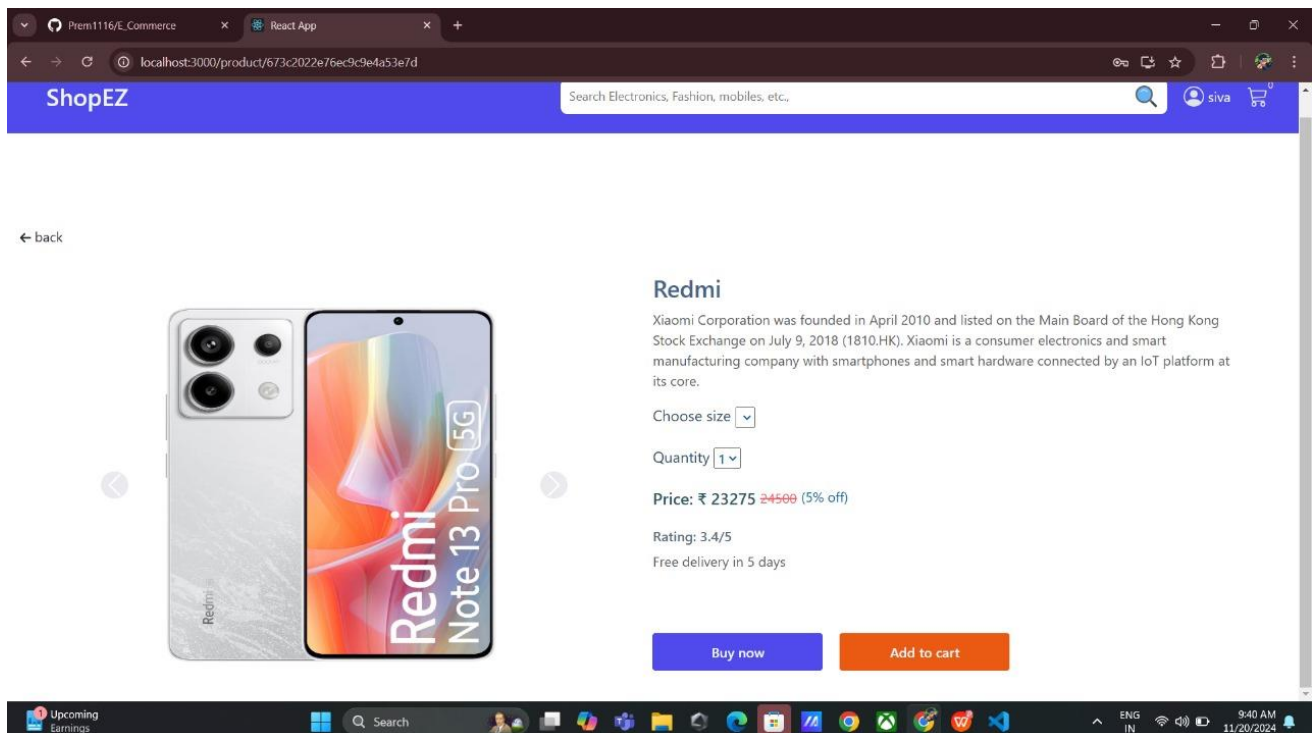 Prem1116/E_Commerce
React App
localhost:3000/product/673c2022e76ec9c9e4a53e7d
ShopEZ
Search Electronics, Fashion, mobiles, etc.,
siva
0
← back
Redmi
Xiaomi Corporation was founded in April 2010 and listed on the Main Board of the Hong Kong
Stock Exchange on July 9, 2018 (1810.HK). Xiaomi is a consumer electronics and smart
manufacturing company with smartphones and smart hardware connected by an IoT platform at
its core.
Choose size
Quantity 1
Price: ₹ 23275 24500 (5% off)
Rating: 3.4/5
Free delivery in 5 days
Buy now
Add to cart
Redmi
Redmi
Note 13 Pro 5G
1
Upcoming
Earnings
Search
ENG
IN
9:40 AM
11/20/2024